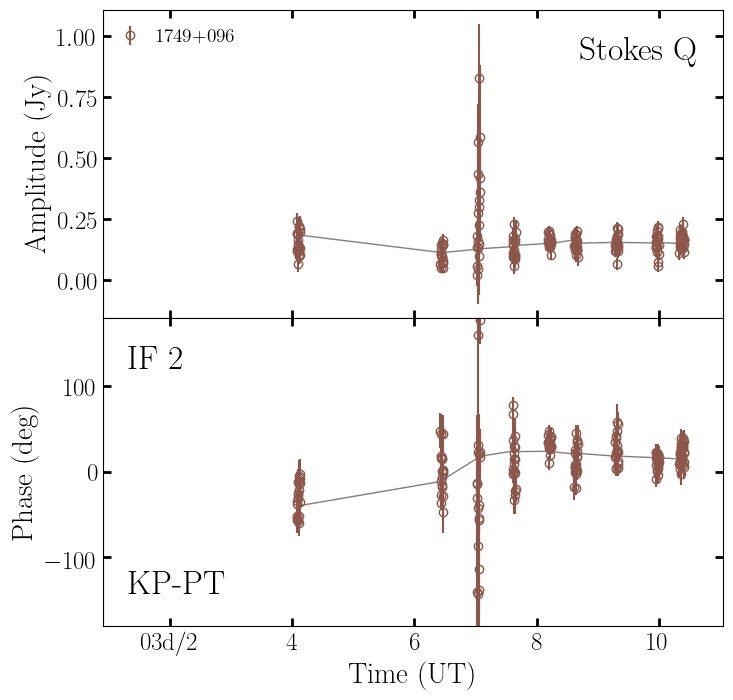 1749+096
Stokes Q
Amplitude (Jy)
1.00
0.75
0.50
0.25
0.00
IF 2
KP-PT
Phase (deg)
100
0
−100
03d/2 4 6 8 10
Time (UT)